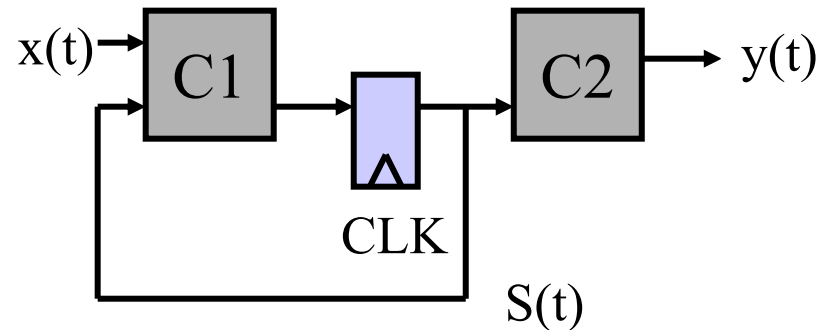 x(t)
C1
C2
y(t)
CLK
S(t)